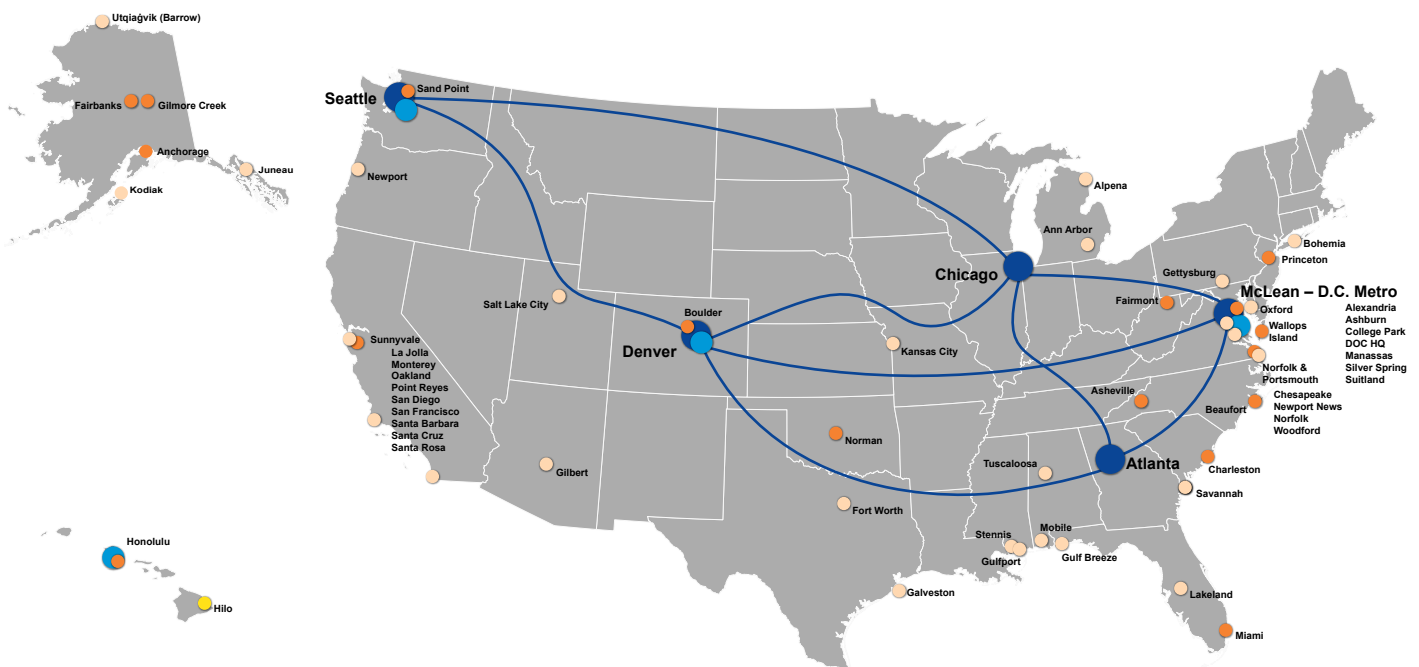 Utqiaġvik (Barrow)
Fairbanks
Gilmore Creek
Anchorage
Juneau
Kodiak
Seattle
Sand Point
Newport
Salt Lake City
Sunnyvale
La Jolla
Monterey
Oakland
Point Reyes
San Diego
San Francisco
Santa Barbara
Santa Cruz
Santa Rosa
Gilbert
Boulder
Denver
Kansas City
Norman
Fort Worth
Galveston
Chicago
Alpena
Ann Arbor
Bohemia
Princeton
Gettysburg
McLean – D.C. Metro
Fairmont
Oxford
Wallops
Island
Alexandria
Ashburn
College Park
DOC HQ
Manassas
Silver Spring
Suitland
Norfolk &
Portsmouth
Chesapeake
Newport News
Norfolk
Woodford
Asheville
Beaufort
Atlanta
Charleston
Tuscaloosa
Savannah
Stennis
Mobile
Gulfport
Gulf Breeze
Lakeland
Miami
Honolulu
Hilo